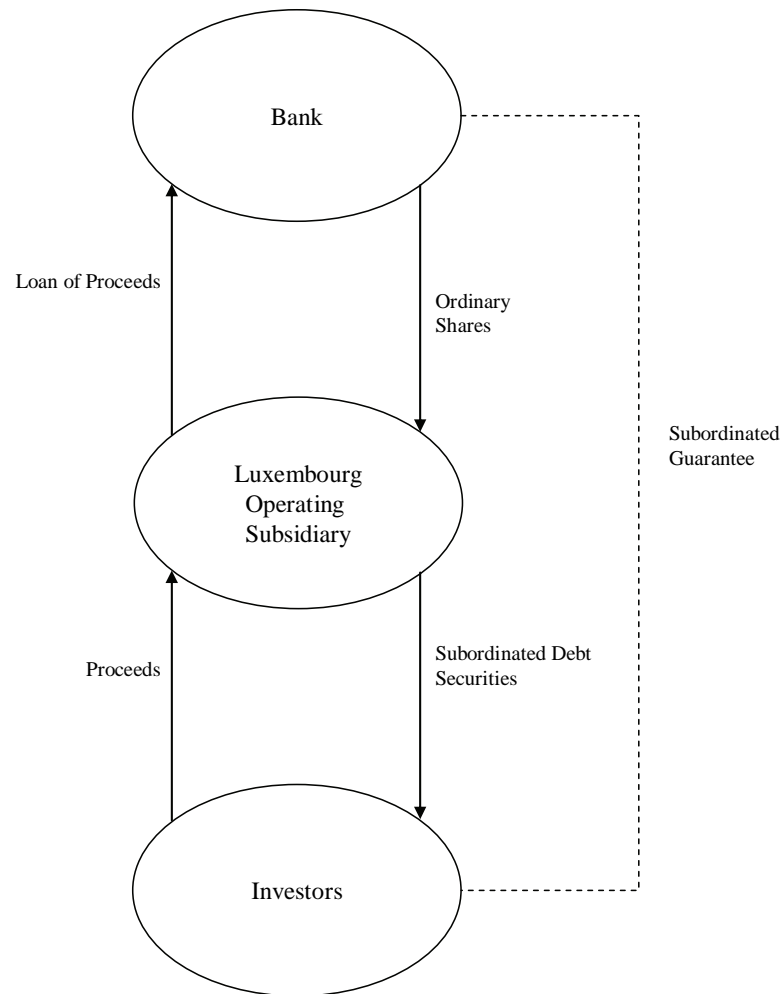 Bank
Loan of Proceeds
Ordinary
Shares
Subordinated
Guarantee
Luxembourg
Operating
Subsidiary
Proceeds
Subordinated Debt
Securities
Investors